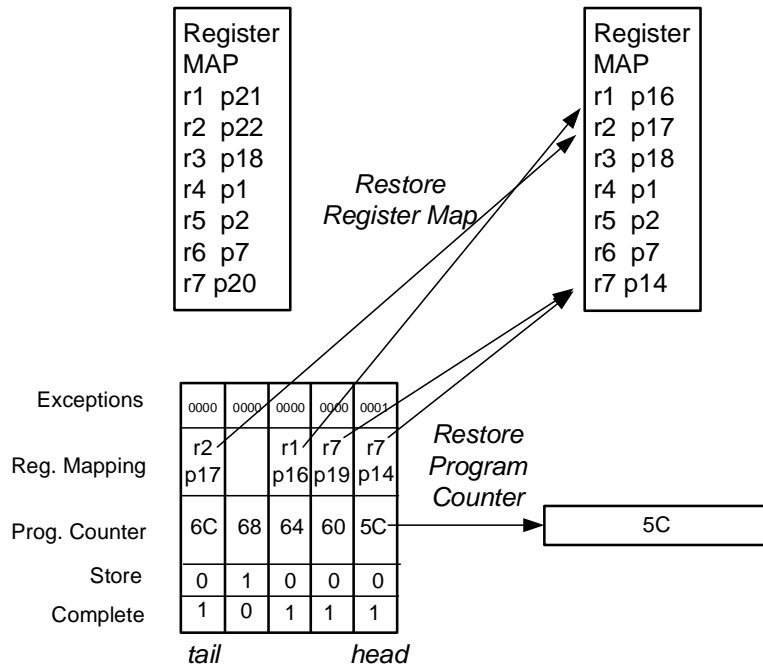 Register
MAP
r1 p21
r2 p22
r3 p18
r4 p1
r5 p2
r6 p7
r7 p20
Register
MAP
r1 p16
r2 p17
r3 p18
r4 p1
r5 p2
r6 p7
r7 p14
Restore
Register Map
Exceptions 0000 0000 0000 0000 0001
Reg. Mapping
r2 r1 r7 r7
p17 p16 p19 p14
Restore
Program
Counter
Prog. Counter 6C 68 64 60 5C
5C
Store 0 1 0 0 0
Complete 1 0 1 1 1
tail head